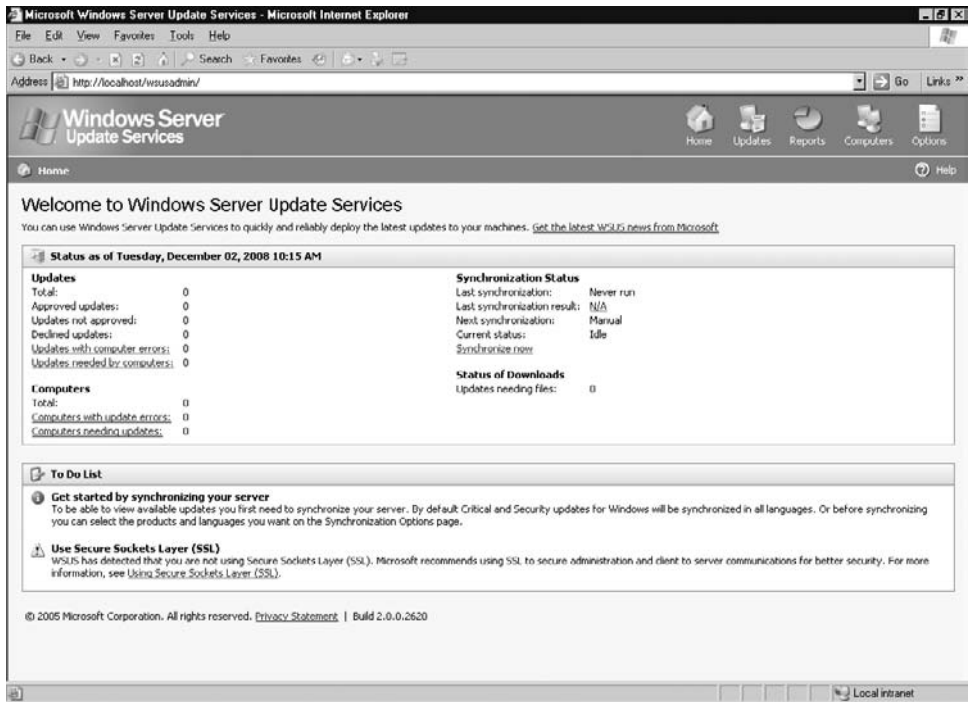 Microsoft Windows Server Update Services - Microsoft Internet Explorer
File Edit View Favorites Tools Help
Back Search Favorites
Address http://localhost/wsusadmin/ Go Links »
Windows Server
Update Services
Home Updates Reports Computers Options
Home Help
Welcome to Windows Server Update Services
You can use Windows Server Update Services to quickly and reliably deploy the latest updates to your machines. Get the latest WSUS news from Microsoft
Status as of Tuesday, December 02, 2008 10:15 AM
Updates
Total: 0
Approved updates: 0
Updates not approved: 0
Declined updates: 0
Updates with computer errors: 0
Updates needed by computers: 0
Computers
Total: 0
Computers with update errors: 0
Computers needing updates: 0
Synchronization Status
Last synchronization: Never run
Last synchronization result: N/A
Next synchronization: Manual
Current status: Idle
Synchronize now
Status of Downloads
Updates needing files: 0
To Do List
Get started by synchronizing your server
To be able to view available updates you first need to synchronize your server. By default Critical and Security updates for Windows will be synchronized in all languages. Or before synchronizing
you can select the products and languages you want on the Synchronization Options page.
Use Secure Sockets Layer (SSL)
WSUS has detected that you are not using Secure Sockets Layer (SSL). Microsoft recommends using SSL to secure administration and client to server communications for better security. For more
information, see Using Secure Sockets Layer (SSL).
© 2005 Microsoft Corporation. All rights reserved. Privacy Statement | Build 2.0.0.2620
Local intranet